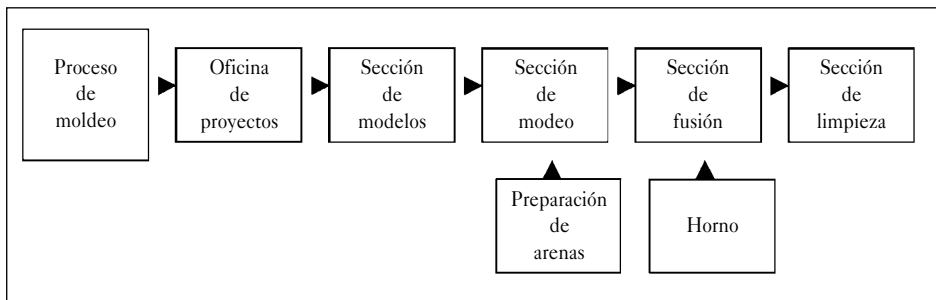 Proceso
de
moldeo
Oficina
de
proyectos
Sección
de
modelos
Sección
de
modeo
Sección
de
fusión
Sección
de
limpieza
Preparación
de
arenas
Horno